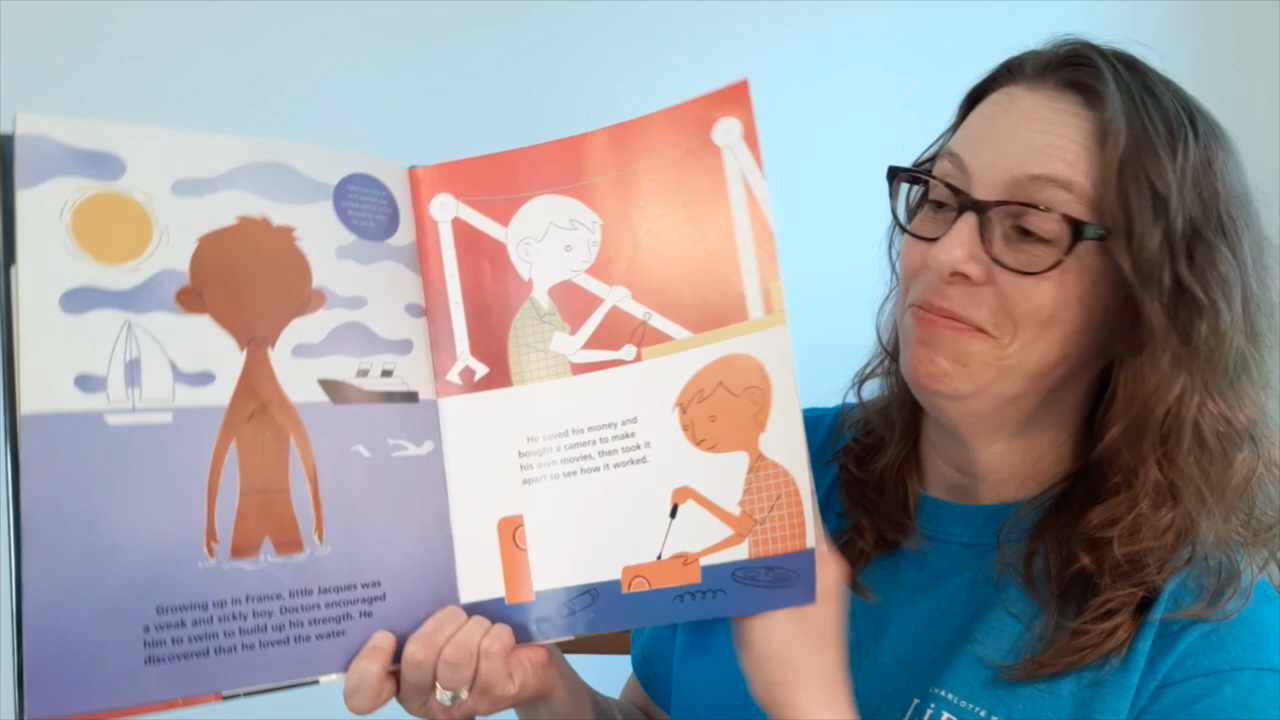 Growing up in France, little Jacques was
a weak and sickly boy. Doctors encouraged
him to swim to build up his strength. He
discovered that he loved the water.
He saved his money and
bought a camera to make
his own movies, then took it
apart to see how it worked.
CHARLOTTE